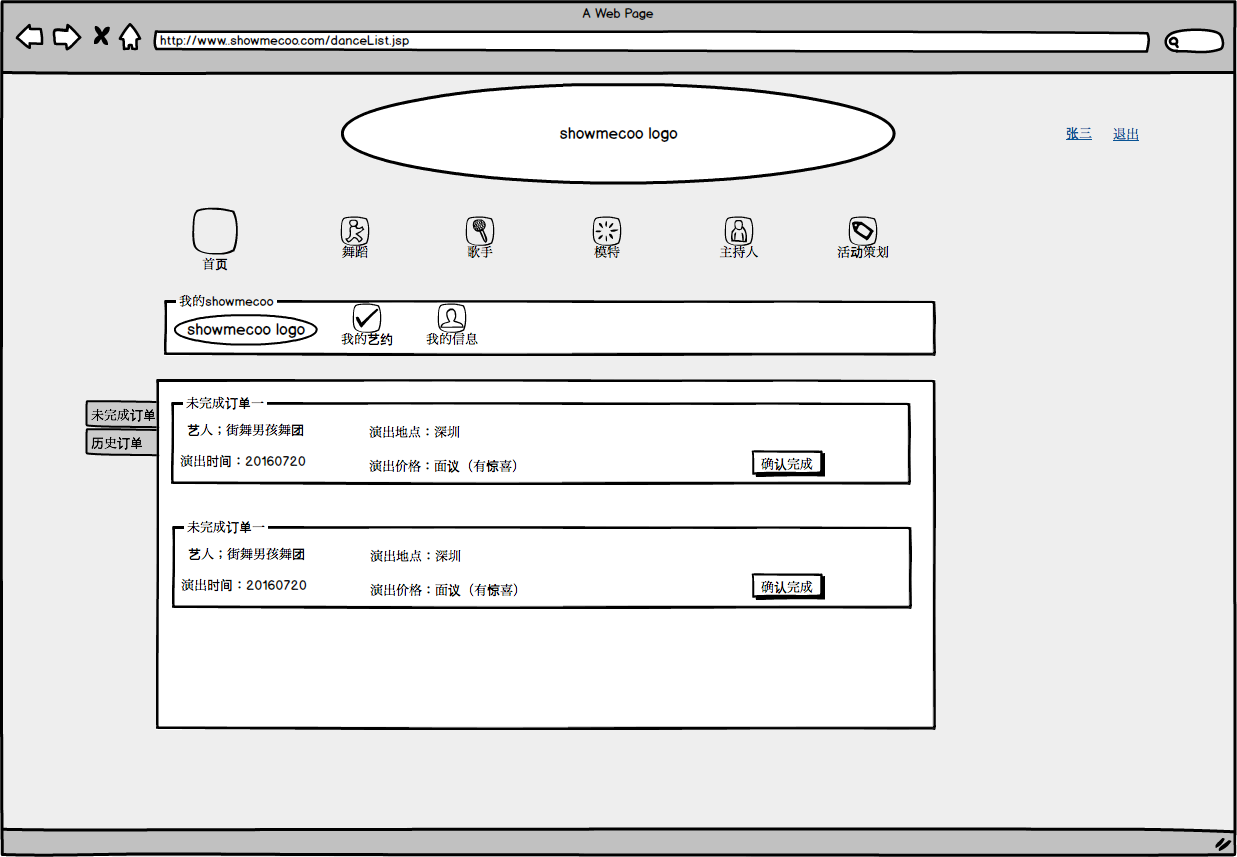 A Web Page
http://www.showmecoo.com/danceList.jsp
showmecoo logo
张三 退出
首页 舞蹈 歌手 模特 主持人 活动策划
我的showmecoo
showmecoo logo 我的艺约 我的信息
未完成订单
历史订单
未完成订单一
艺人；街舞男孩舞团 演出地点：深圳
演出时间：20160720 演出价格：面议（有惊喜） 确认完成
未完成订单一
艺人；街舞男孩舞团 演出地点：深圳
演出时间：20160720 演出价格：面议（有惊喜） 确认完成